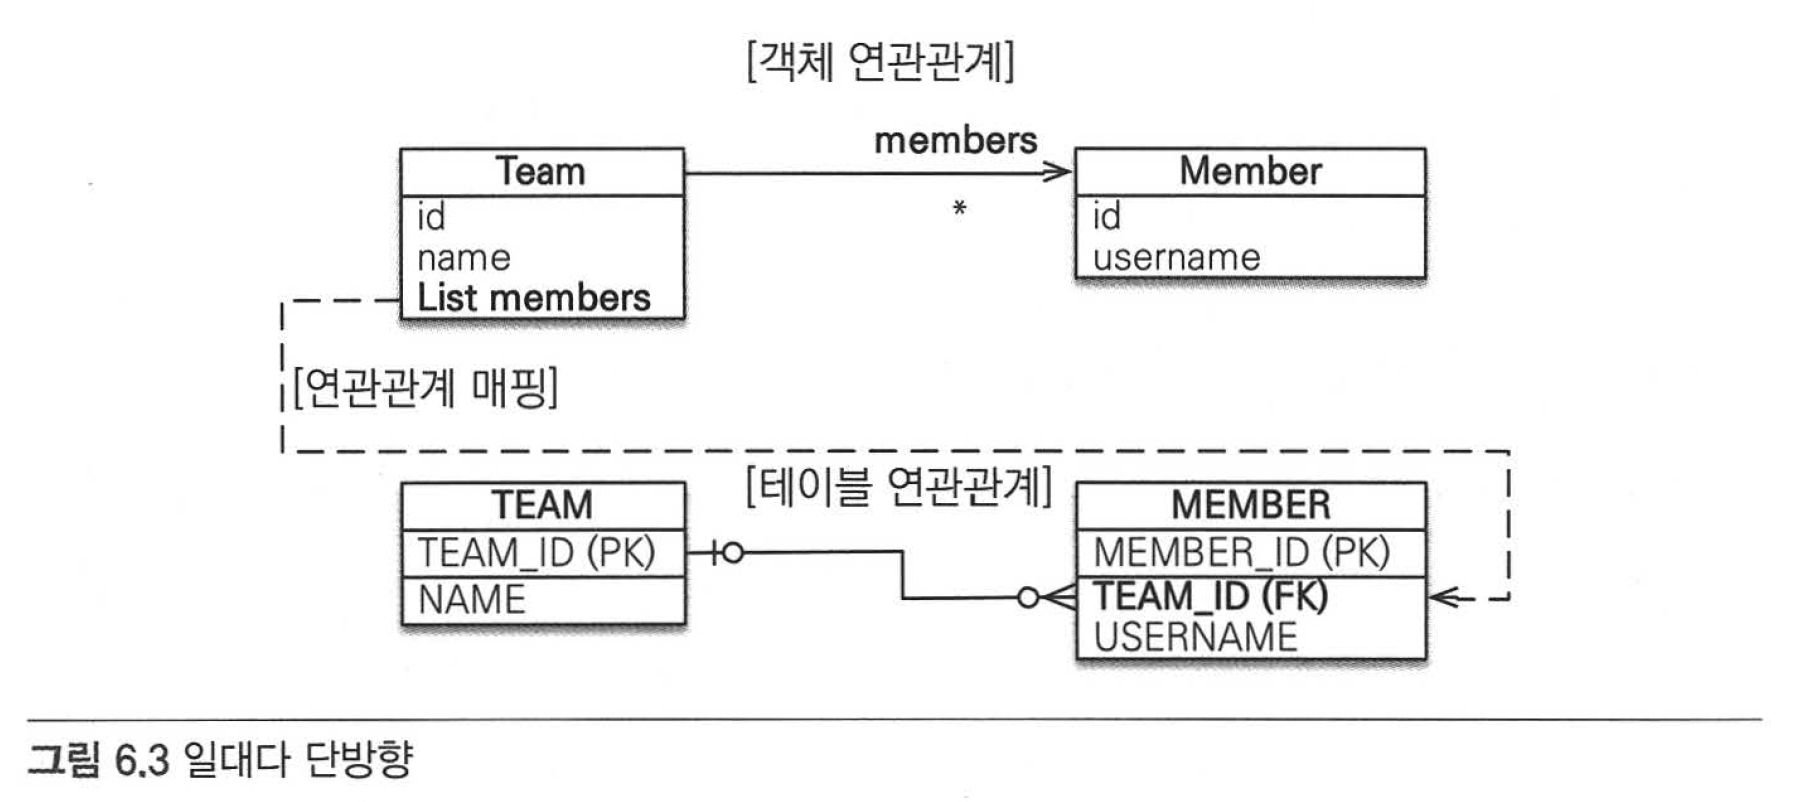 [객체 연관관계]
members
Team
Member
*
id
name
List members
id
username
[연관관계 매핑]
[테이블 연관관계]
TEAM
TEAM_ID (PK)
NAME
MEMBER
MEMBER_ID (PK)
TEAM_ID (FK)
USERNAME
그림 6.3 일대다 단방향